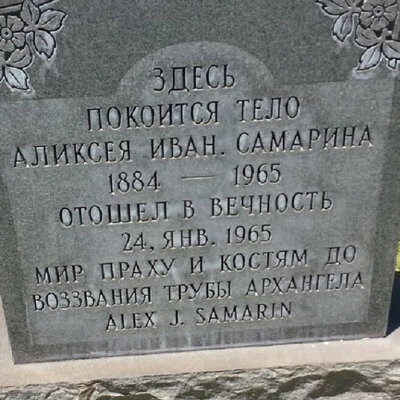 ЗДЕСЬ
ПОКОИТСЯ ТЕЛО
АЛИКСЕЯ ИВАН. САМАРИНА
1884 — 1965
ОТОШЕЛ В ВЕЧНОСТЬ
24, ЯНВ. 1965
МИР ПРАХУ И КОСТЯМ ДО
ВОЗЗВАНИЯ ТРУБЫ АРХАНГЕЛА
ALEX J. SAMARIN